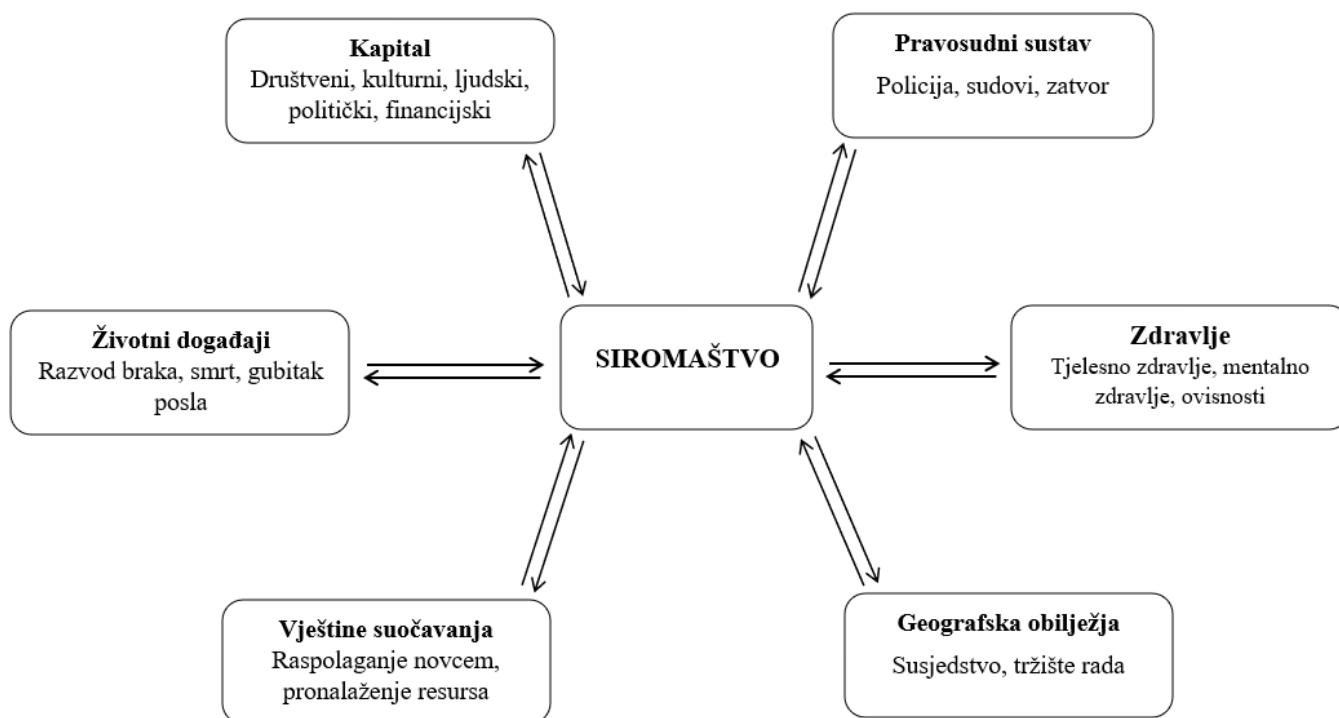 Kapital
Društveni, kulturni, ljudski,
politički, financijski
Pravosudni sustav
Policija, sudovi, zatvor
Životni događaji
Razvod braka, smrt, gubitak
posla
SIROMAŠTVO
Zdravlje
Tjelesno zdravlje, mentalno
zdravlje, ovisnosti
Vještine suočavanja
Raspolaganje novcem,
pronalaženje resursa
Geografska obilježja
Susjedstvo, tržište rada